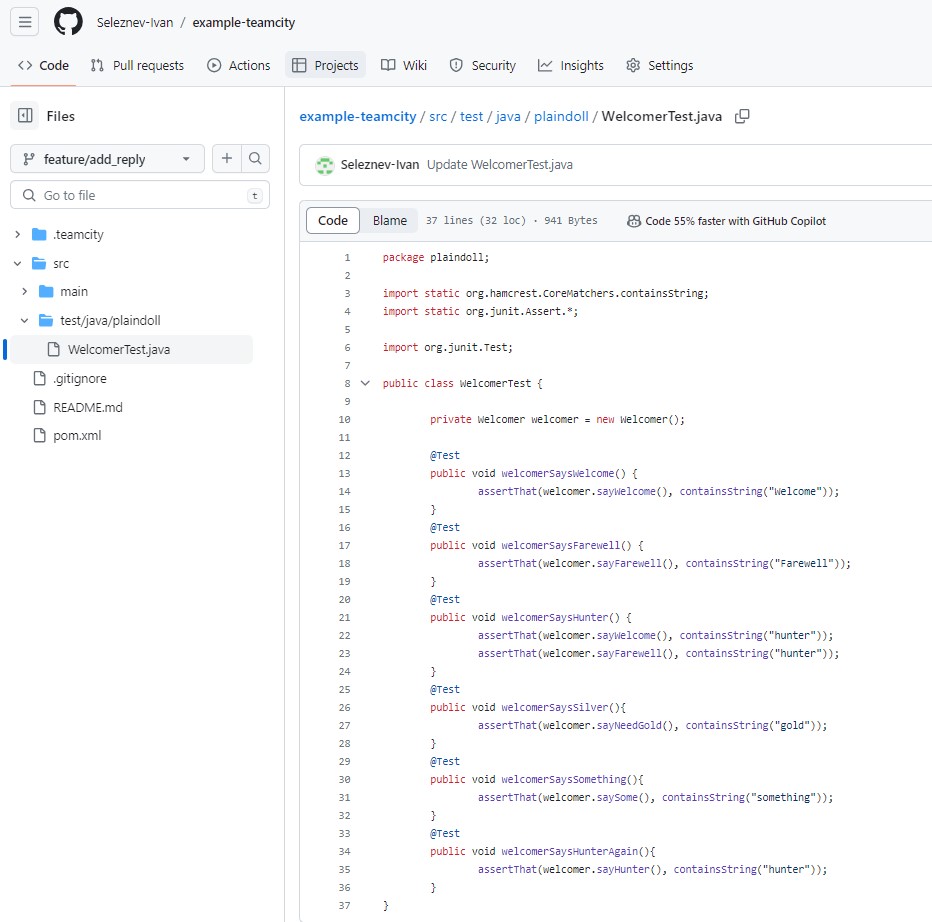 Seleznev-Ivan / example-teamcity
Code Pull requests Actions Projects Wiki Security Insights Settings
Files
feature/add_reply
Go to file t
.teamcity
src
main
test/java/plaindoll
WelcomerTest.java
.gitignore
README.md
pom.xml
example-teamcity / src / test / java / plaindoll / WelcomerTest.java
Seleznev-Ivan Update WelcomerTest.java
Code Blame 37 lines (32 loc) · 941 Bytes Code 55% faster with GitHub Copilot
1 package plaindoll;
2
3 import static org.hamcrest.CoreMatchers.containsString;
4 import static org.junit.Assert.*;
5
6 import org.junit.Test;
7
8 public class WelcomerTest {
9
10 private Welcomer welcomer = new Welcomer();
11
12 @Test
13 public void welcomerSaysWelcome() {
14 assertThat(welcomer.sayWelcome(), containsString("Welcome"));
15 }
16 @Test
17 public void welcomerSaysFarewell() {
18 assertThat(welcomer.sayFarewell(), containsString("Farewell"));
19 }
20 @Test
21 public void welcomerSaysHunter() {
22 assertThat(welcomer.sayWelcome(), containsString("hunter"));
23 assertThat(welcomer.sayFarewell(), containsString("hunter"));
24 }
25 @Test
26 public void welcomerSaysSilver(){
27 assertThat(welcomer.sayNeedGold(), containsString("gold"));
28 }
29 @Test
30 public void welcomerSaysSomething(){
31 assertThat(welcomer.saySome(), containsString("something"));
32 }
33 @Test
34 public void welcomerSaysHunterAgain(){
35 assertThat(welcomer.sayHunter(), containsString("hunter"));
36 }
37 }